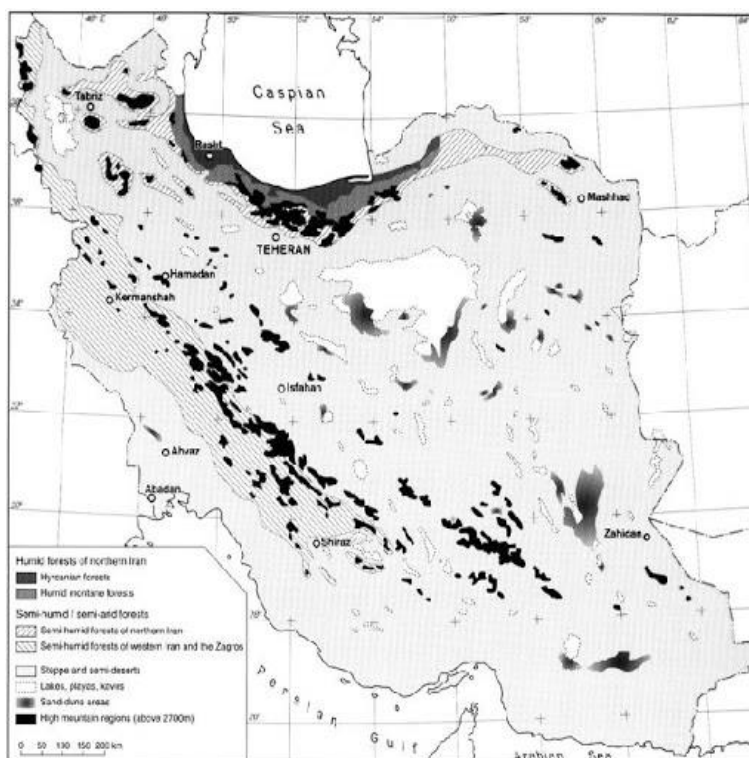 Caspian
Sea
Tabriz
Rasht
Mashhad
TEHERAN
Hamadan
Kermanshah
Isfahan
Ahvaz
Abadan
Shiraz
Zahidan
Persian
Gulf
Arabian Sea
Humid forests of northern Iran
Hyrcanian forests
Humid montane forests
Semi-humid / semi-arid forests
Semi-humid forests of northern Iran
Semi-humid forests of western Iran and the Zagros
Steppe and semi-deserts
Lakes, playas, kavirs
Sand dune areas
High mountain regions (above 2700m)
0 50 100 150 200 km